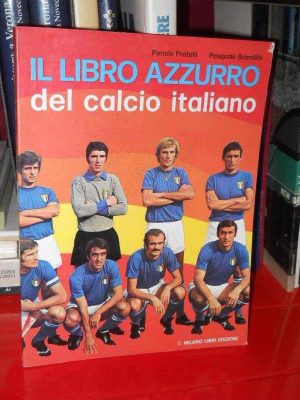 Pericle Pratelli Pasquale Scardillo
IL LIBRO AZZURRO
del calcio italiano
MILANO LIBRI EDIZIONI